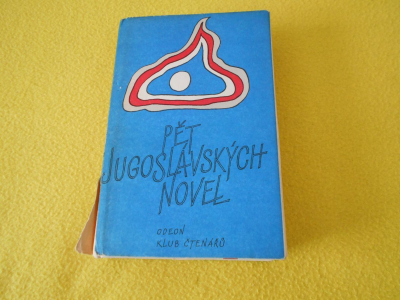 PĚT
JUGOSLÁVSKÝCH
NOVEL
ODEON
KLUB ČTENÁŘŮ